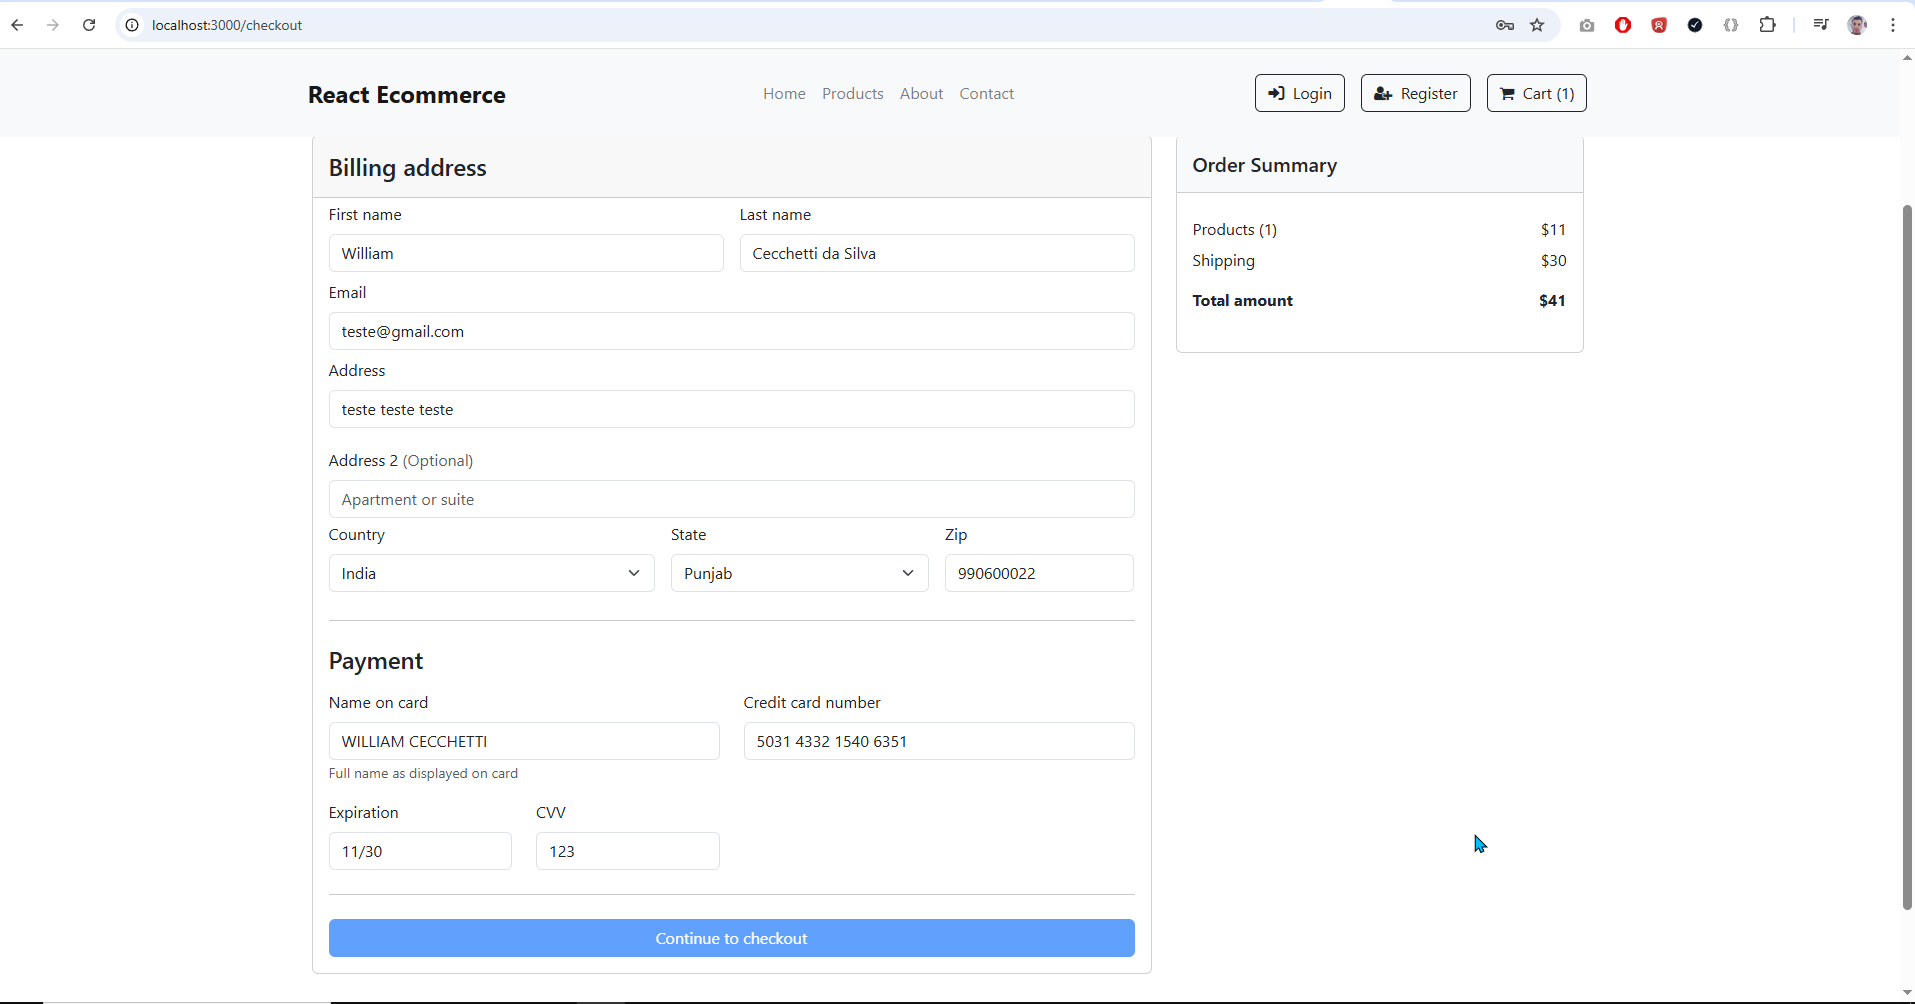 localhost:3000/checkout
React Ecommerce
Home Products About Contact
Login Register Cart (1)
Billing address
First name Last name
William Cecchetti da Silva
Email
teste@gmail.com
Address
teste teste teste
Address 2 (Optional)
Apartment or suite
Country State Zip
India Punjab 990600022
Payment
Name on card Credit card number
WILLIAM CECCHETTI 5031 4332 1540 6351
Full name as displayed on card
Expiration CVV
11/30 123
Continue to checkout
Order Summary
Products (1) $11
Shipping $30
Total amount $41